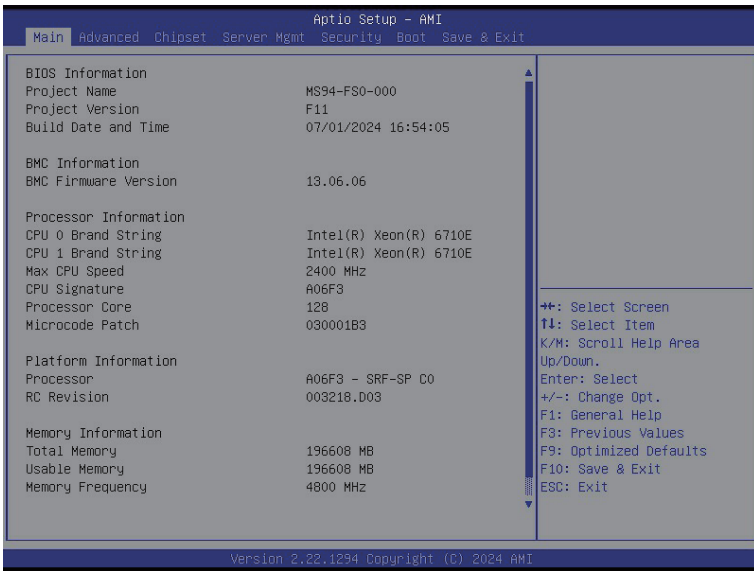 Aptio Setup – AMI
Main Advanced Chipset Server Mgmt Security Boot Save & Exit
BIOS Information
Project Name MS94-FS0-000
Project Version F11
Build Date and Time 07/01/2024 16:54:05
BMC Information
BMC Firmware Version 13.06.06
Processor Information
CPU 0 Brand String Intel(R) Xeon(R) 6710E
CPU 1 Brand String Intel(R) Xeon(R) 6710E
Max CPU Speed 2400 MHz
CPU Signature A06F3
Processor Core 128
Microcode Patch 030001B3
Platform Information
Processor A06F3 - SRF-SP C0
RC Revision 003218.D03
Memory Information
Total Memory 196608 MB
Usable Memory 196608 MB
Memory Frequency 4800 MHz
→←: Select Screen
↑↓: Select Item
K/M: Scroll Help Area
Up/Down.
Enter: Select
+/-: Change Opt.
F1: General Help
F3: Previous Values
F9: Optimized Defaults
F10: Save & Exit
ESC: Exit
Version 2.22.1294 Copyright (C) 2024 AMI